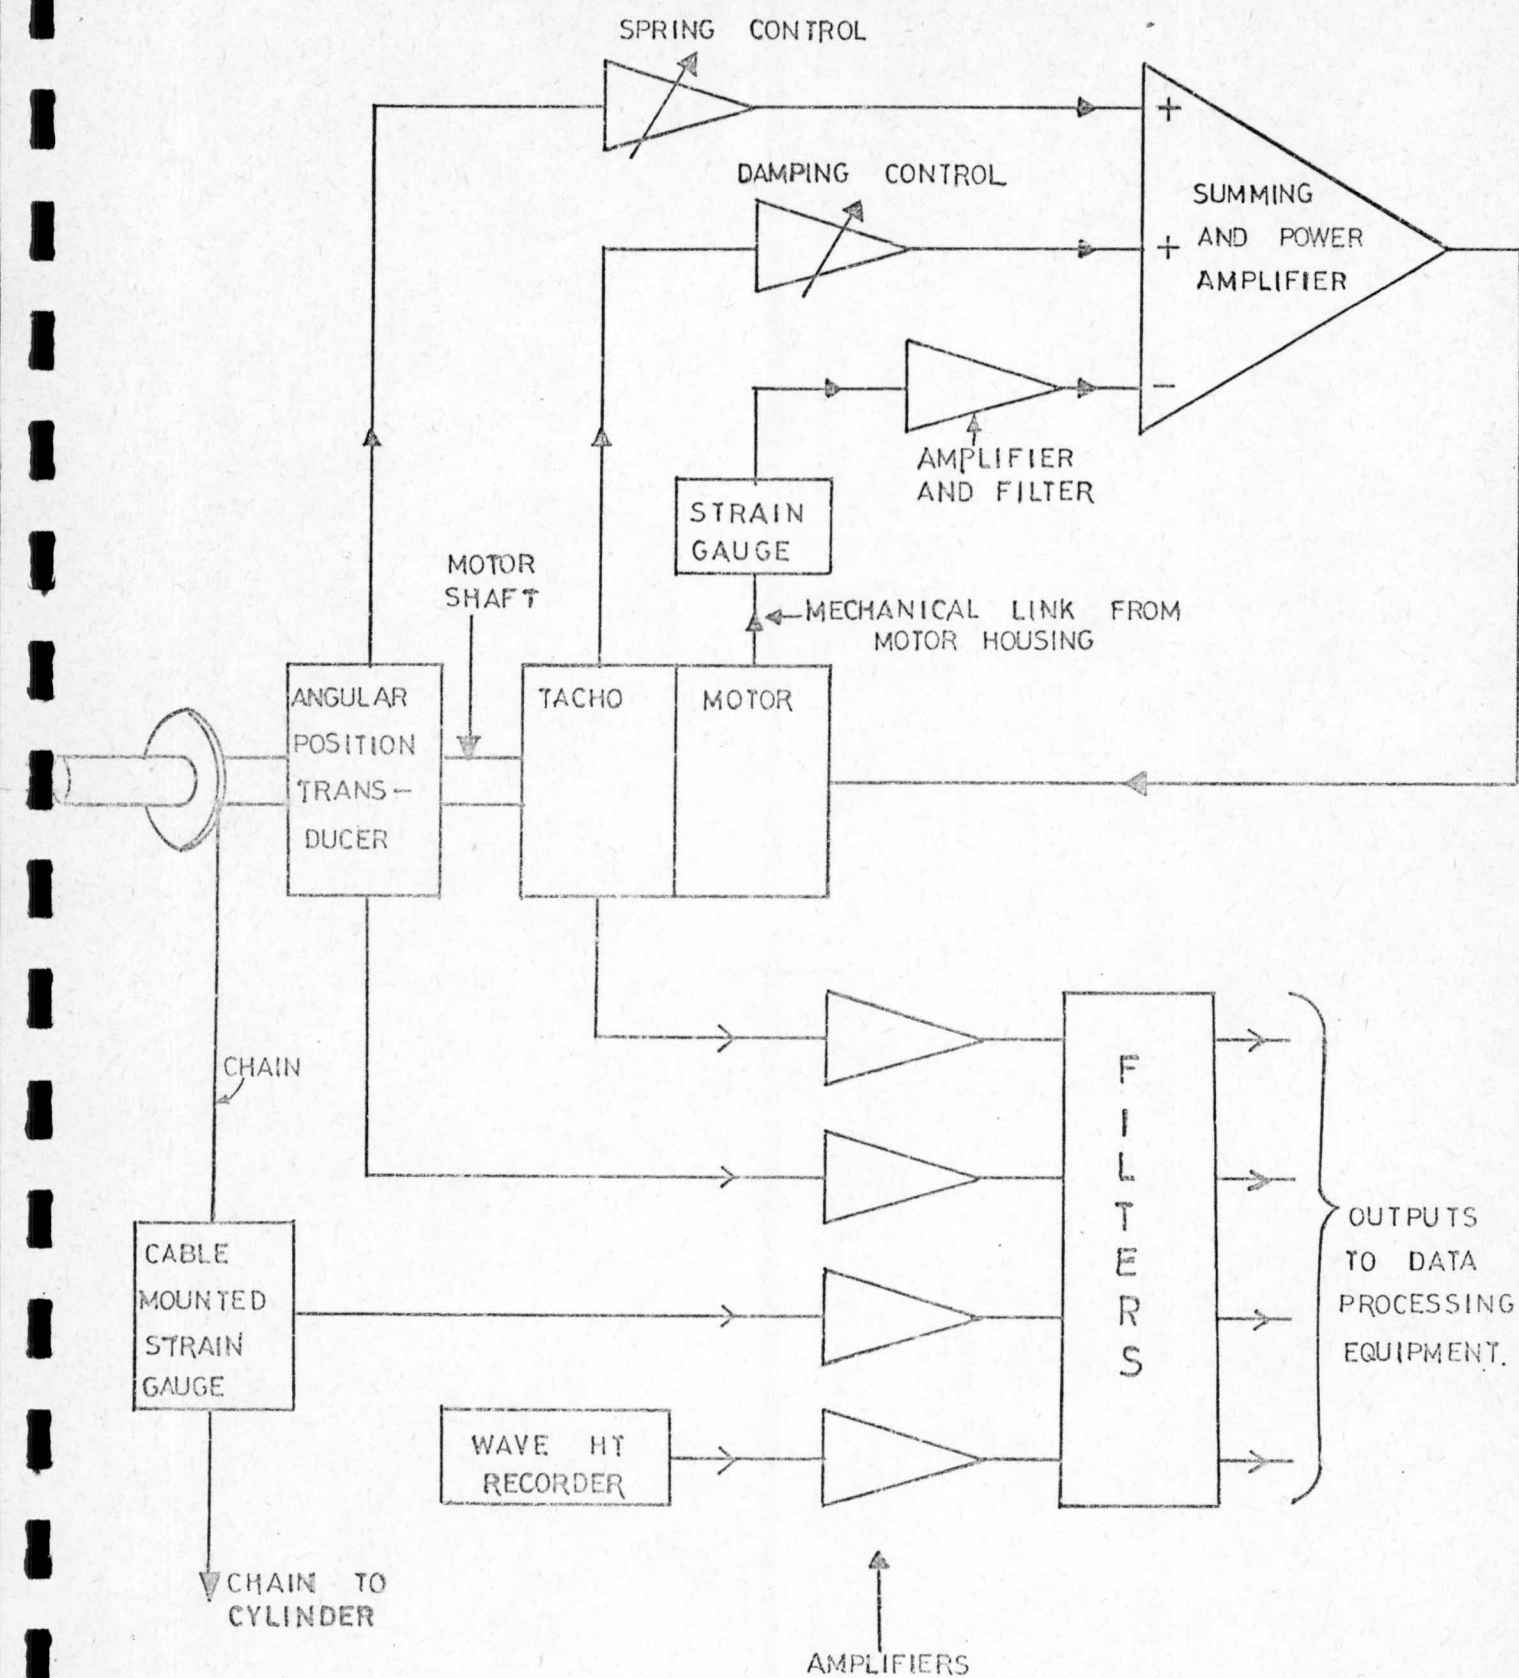 SPRING CONTROL
DAMPING CONTROL
+
SUMMING
+ AND POWER
AMPLIFIER
−
AMPLIFIER
AND FILTER
STRAIN
GAUGE
MOTOR
SHAFT
MECHANICAL LINK FROM
MOTOR HOUSING
ANGULAR
POSITION
TRANS-
DUCER
TACHO
MOTOR
CHAIN
FILTERS
CABLE
MOUNTED
STRAIN
GAUGE
OUTPUTS
TO DATA
PROCESSING
EQUIPMENT.
WAVE HT
RECORDER
CHAIN TO
CYLINDER
AMPLIFIERS